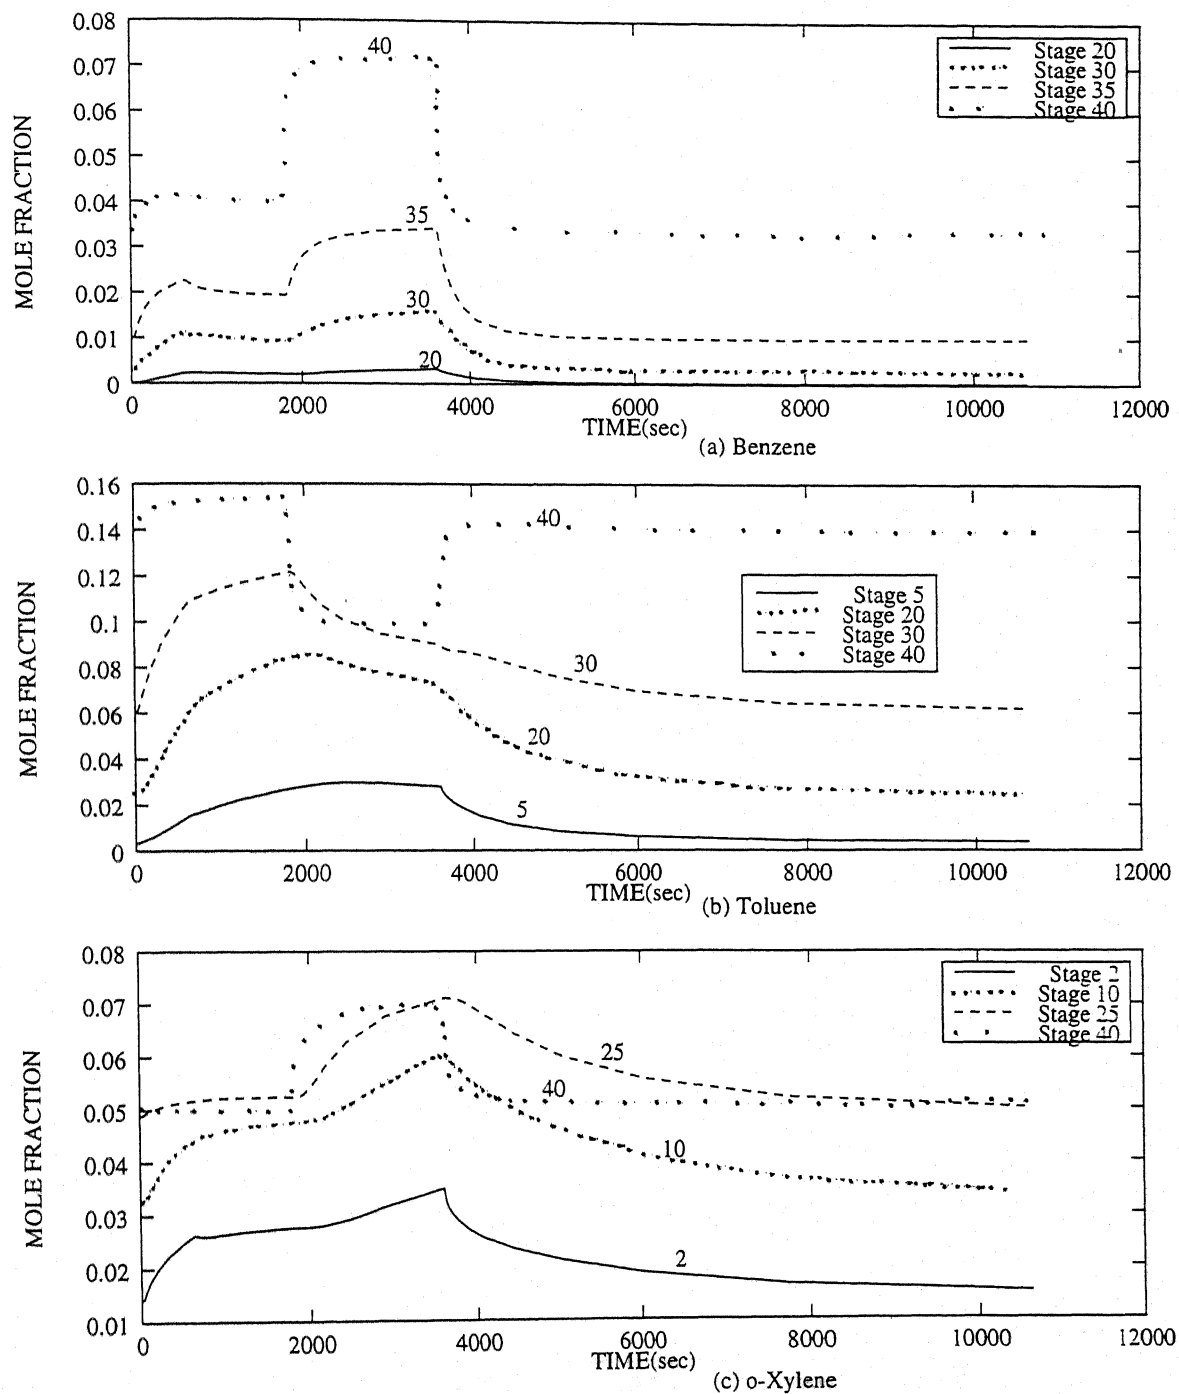 0.08
0.07
0.06
0.05
0.04
0.03
0.02
0.01
0
MOLE FRACTION
40
35
30
20
Stage 20
Stage 30
Stage 35
Stage 40
0 2000 4000 6000 8000 10000 12000
TIME(sec)
(a) Benzene
0.16
0.14
0.12
0.1
0.08
0.06
0.04
0.02
0
MOLE FRACTION
40
30
20
5
Stage 5
Stage 20
Stage 30
Stage 40
0 2000 4000 6000 8000 10000 12000
TIME(sec)
(b) Toluene
0.08
0.07
0.06
0.05
0.04
0.03
0.02
0.01
MOLE FRACTION
25
40
10
2
Stage 2
Stage 10
Stage 25
Stage 40
0 2000 4000 6000 8000 10000 12000
TIME(sec)
(c) o-Xylene